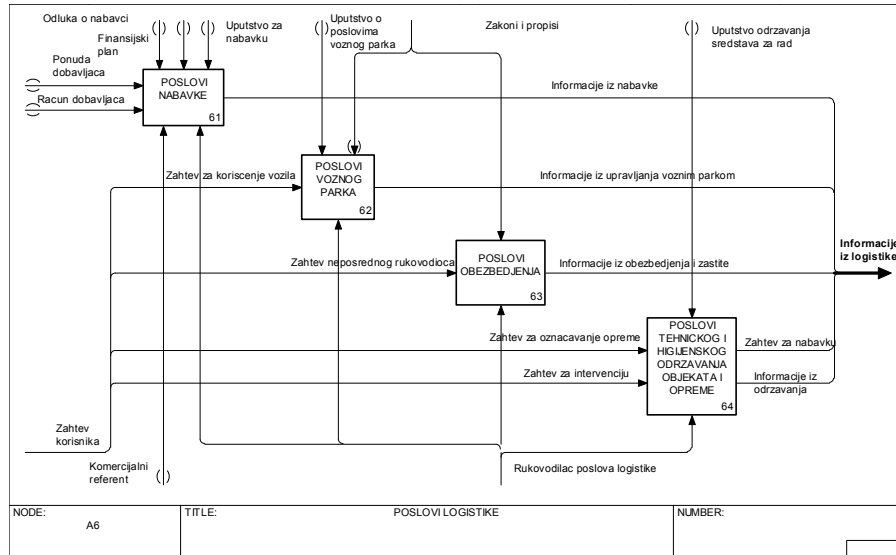 Odluka o nabavci
Finansijski
plan
Uputstvo za
nabavku
Uputstvo o
poslovima
voznog parka
Zakoni i propisi
Uputstvo odrzavanja
sredstava za rad
Ponuda
dobavljaca
Racun dobavljaca
POSLOVI
NABAVKE
61
Informacije iz nabavke
Zahtev za koriscenje vozila
POSLOVI
VOZNOG
PARKA
62
Informacije iz upravljanja voznim parkom
Zahtev neposrednog rukovodioca
POSLOVI
OBEZBEDJENJA
63
Informacije iz obezbedjenja i zastite
Informacije
iz logistike
Zahtev za oznacavanje opreme
Zahtev za intervenciju
POSLOVI
TEHNICKOG I
HIGIJENSKOG
ODRZAVANJA
OBJEKATA I
OPREME
64
Zahtev za nabavku
Informacije iz
odrzavanja
Zahtev
korisnika
Komercijalni
referent
Rukovodilac poslova logistike
NODE:
A6
TITLE:
POSLOVI LOGISTIKE
NUMBER: